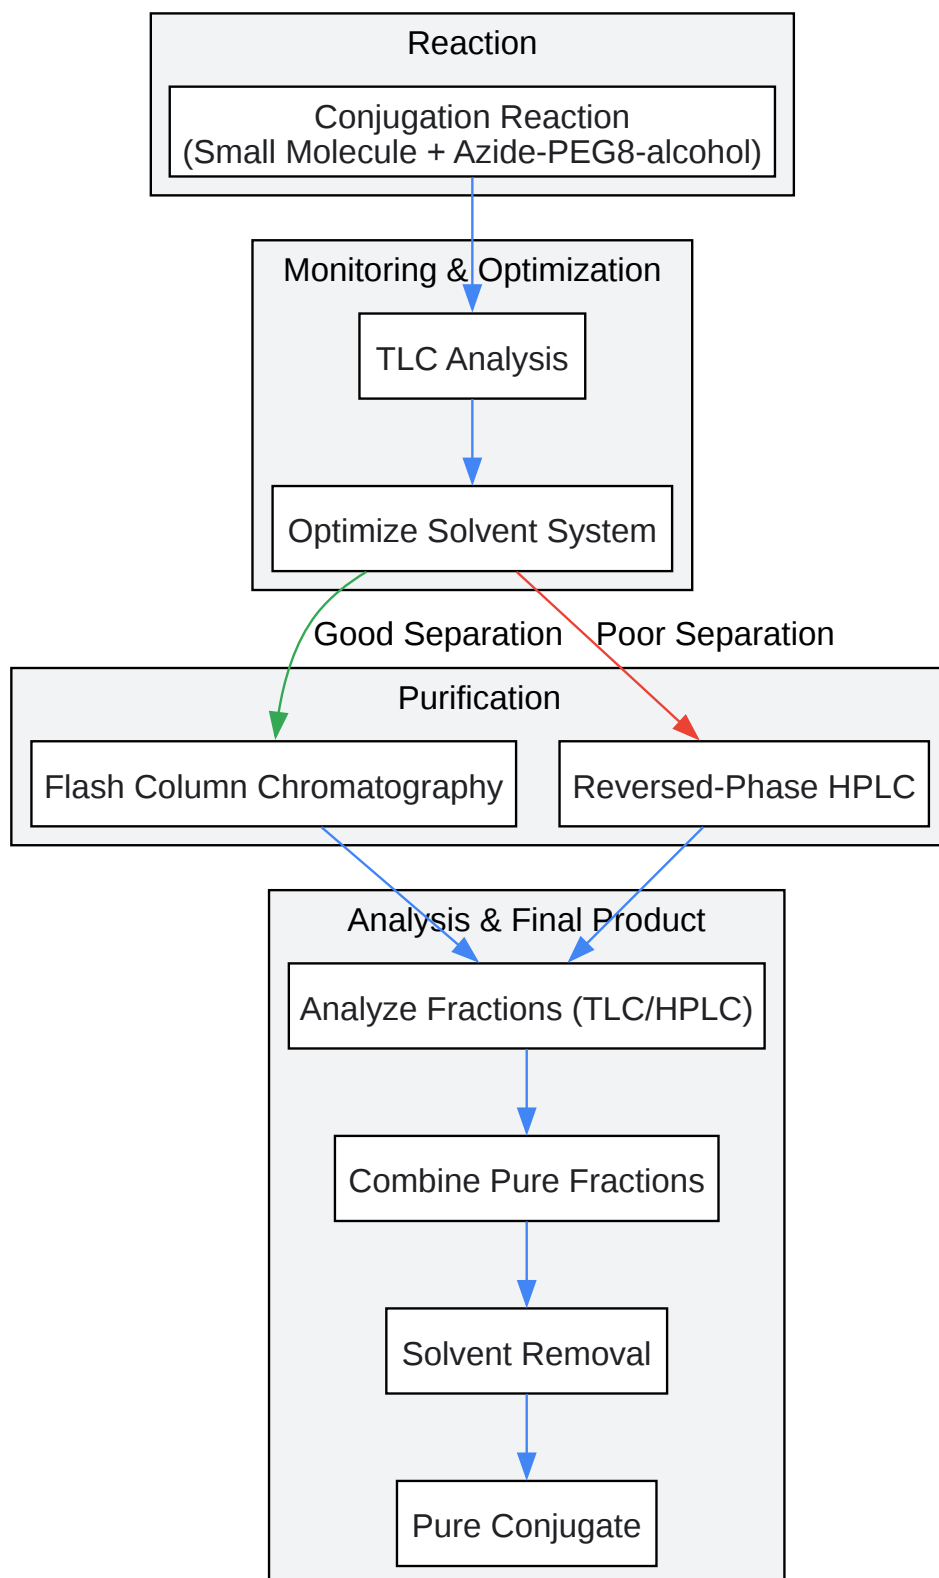 Reaction
Conjugation Reaction
(Small Molecule + Azide-PEG8-alcohol)
Monitoring & Optimization
TLC Analysis
Optimize Solvent System
Good Separation
Poor Separation
Purification
Flash Column Chromatography
Reversed-Phase HPLC
Analysis & Final Product
Analyze Fractions (TLC/HPLC)
Combine Pure Fractions
Solvent Removal
Pure Conjugate